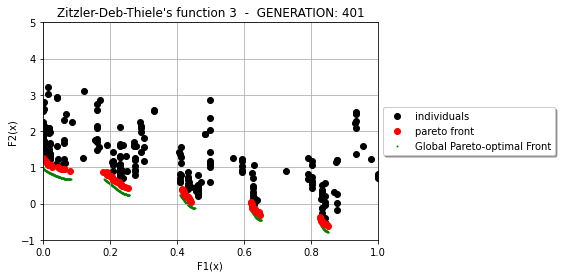 Zitzler-Deb-Thiele's function 3 - GENERATION: 401
F2(x)
5
4
3
2
1
0
−1
0.0 0.2 0.4 0.6 0.8 1.0
F1(x)
individuals
pareto front
Global Pareto-optimal Front